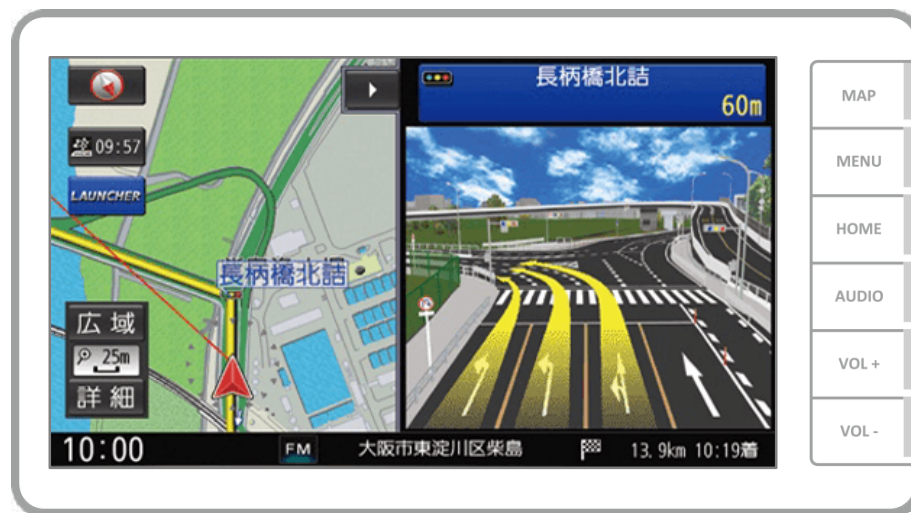 09:57
LAUNCHER
長柄橋北詰
広域
25m
詳細
長柄橋北詰
60m
10:00
FM
大阪市東淀川区柴島
13.9km 10:19着
MAP
MENU
HOME
AUDIO
VOL +
VOL -